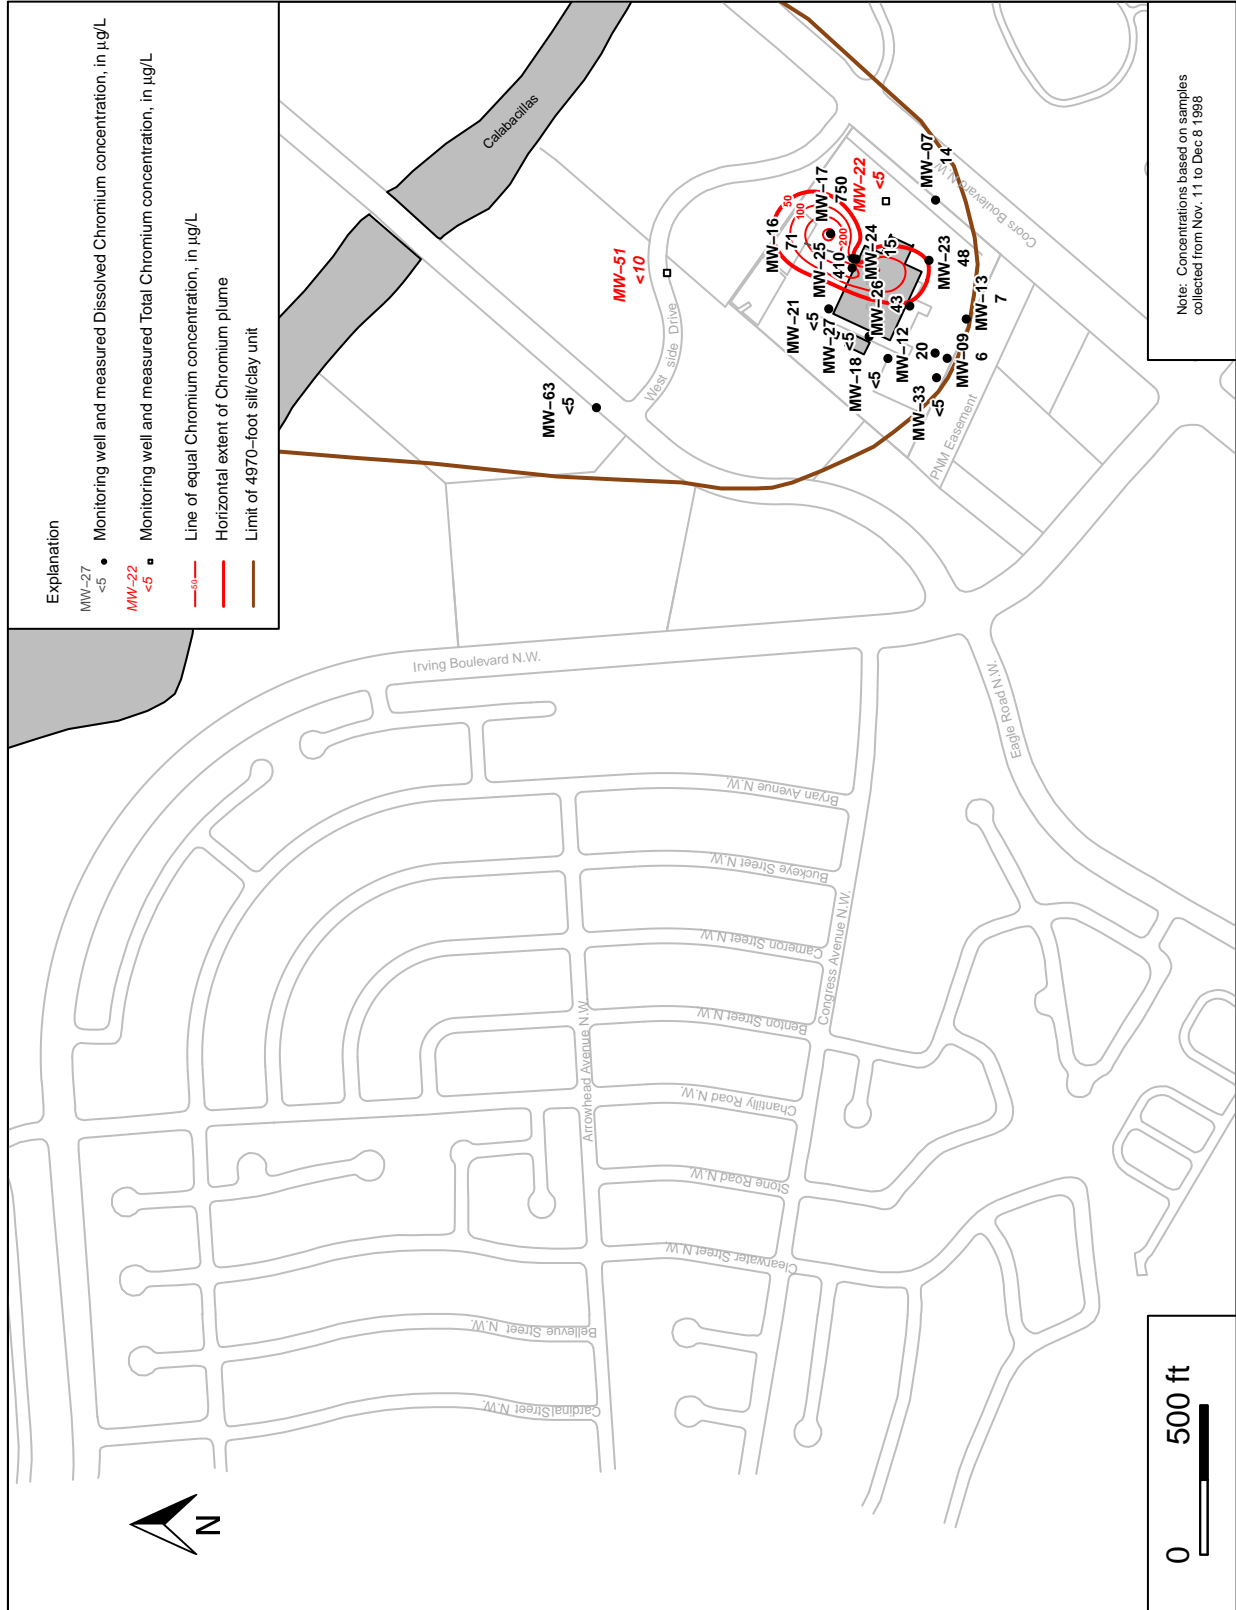 Explanation
MW–27
<5
Monitoring well and measured Dissolved Chromium concentration, in µg/L
MW–22
<5
Monitoring well and measured Total Chromium concentration, in µg/L
50
Line of equal Chromium concentration, in µg/L
Horizontal extent of Chromium plume
Limit of 4970–foot silt/clay unit
Calabacillas
MW–51
<10
MW–63
<5
West side Drive
MW–16
71
50
100
200
MW–17
750
MW–22
<5
MW–25
410
MW–24
15
MW–07
14
MW–21
<5
MW–27
<5
MW–26
43
MW–23
48
MW–18
<5
MW–12
20
MW–13
7
MW–09
6
MW–33
<5
Coors Boulevard N.W.
PNM Easement
Irving Boulevard N.W.
Eagle Road N.W.
Bryan Avenue N.W.
Buckeye Street N.W.
Cameron Street N.W.
Benton Street N.W.
Congress Avenue N.W.
Arrowhead Avenue N.W.
Chantilly Road N.W.
Stone Road N.W.
Clearwater Street N.W.
Bellevue Street N.W.
Cardinal Street N.W.
N
0
500 ft
Note: Concentrations based on samples
collected from Nov. 11 to Dec 8 1998